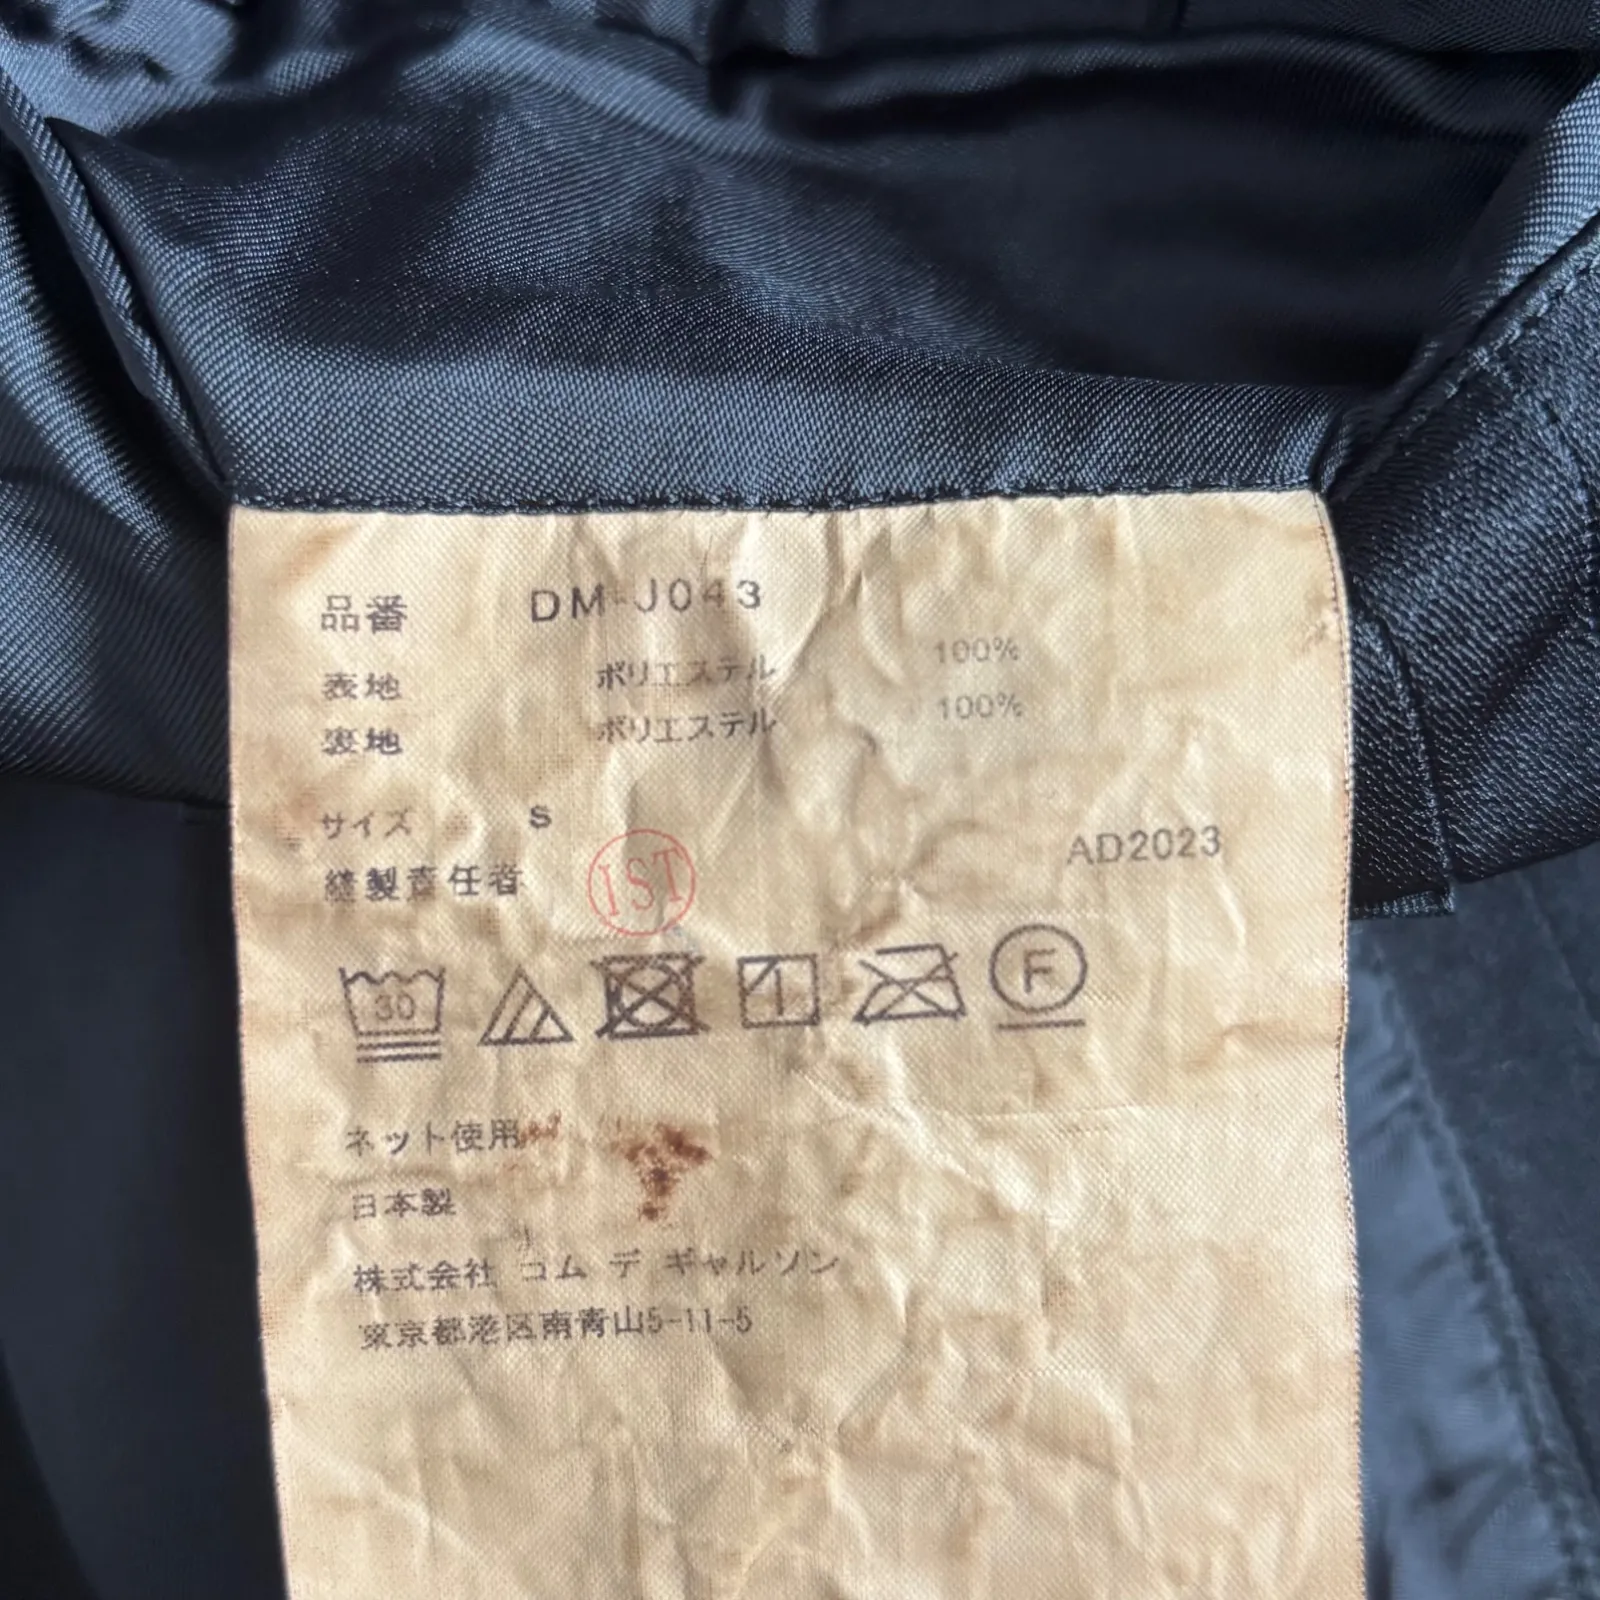 品番 DM-J043
表地 ポリエステル 100%
裏地 ポリエステル 100%
サイズ S
AD2023
縫製責任者 IST
30 1 F
ネット使用
日本製
株式会社 コム デ ギャルソン
東京都港区南青山5-11-5